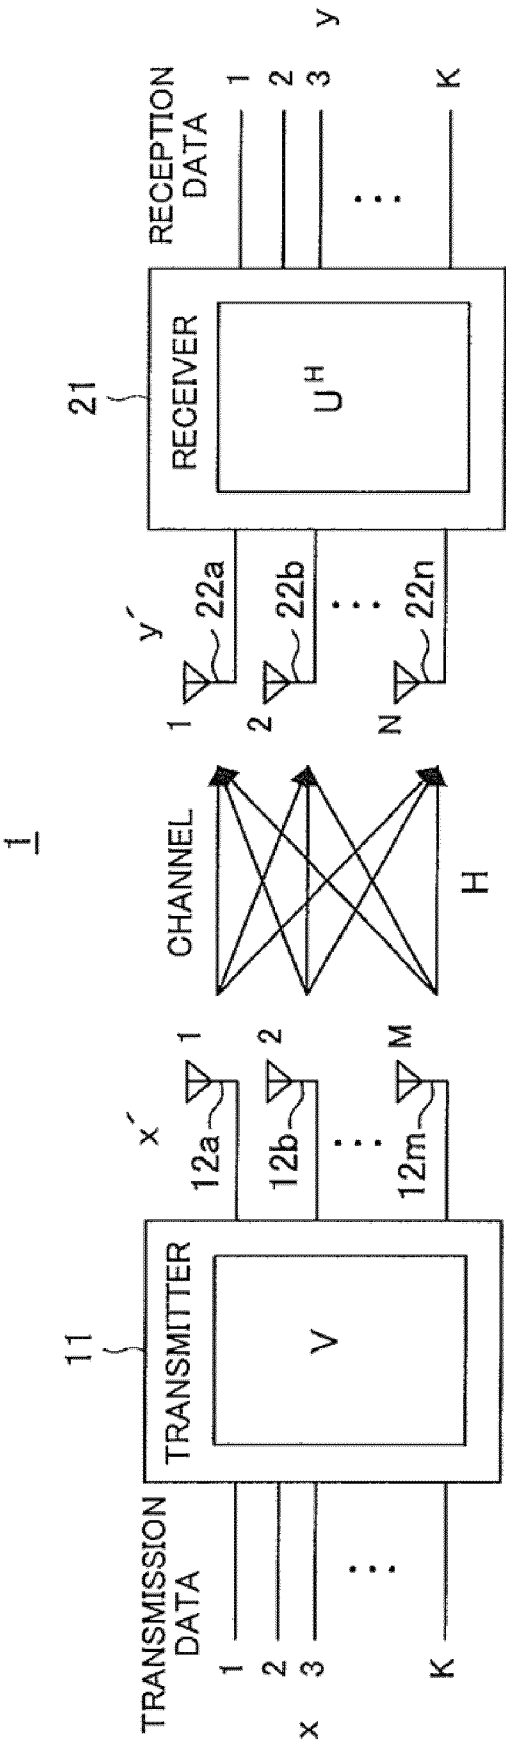 1
TRANSMISSION
DATA
x
1
2
3
...
K
11
TRANSMITTER
V
x´
12a
1
12b
2
...
12m
M
CHANNEL
H
y´
1
22a
2
22b
...
N
22n
21
RECEIVER
U^H
RECEPTION
DATA
1
2
3
...
K
y